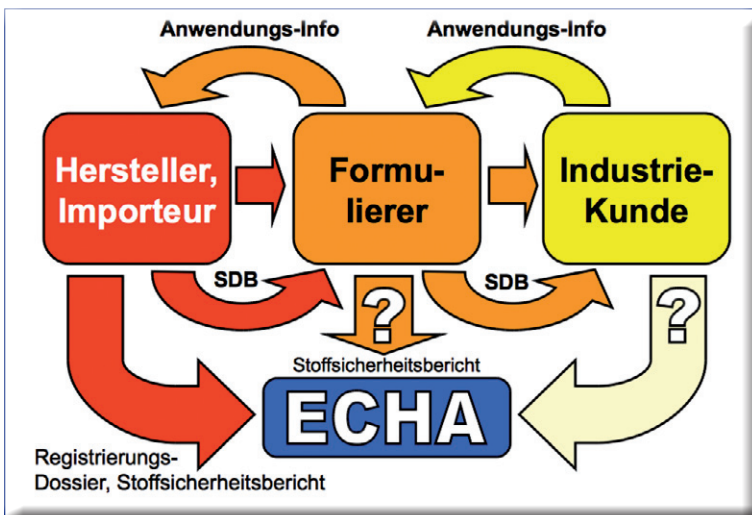 Anwendungs-Info
Anwendungs-Info
Hersteller,
Importeur
Formu-
lierer
Industrie-
Kunde
SDB
SDB
?
?
Stoffsicherheitsbericht
ECHA
Registrierungs-
Dossier, Stoffsicherheitsbericht